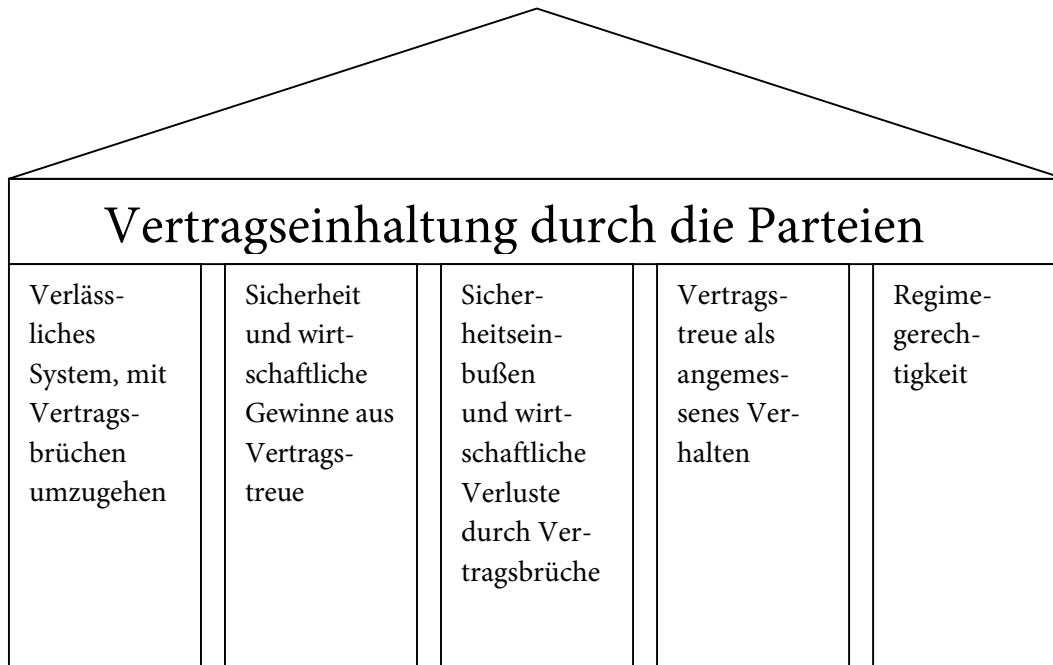 Vertragseinhaltung durch die Parteien
Verläss-
liches
System, mit
Vertrags-
brüchen
umzugehen
Sicherheit
und wirt-
schaftliche
Gewinne aus
Vertrags-
treue
Sicher-
heitsein-
bußen
und wirt-
schaftliche
Verluste
durch Ver-
tragsbrüche
Vertrags-
treue als
angemes-
senes Ver-
halten
Regime-
gerech-
tigkeit